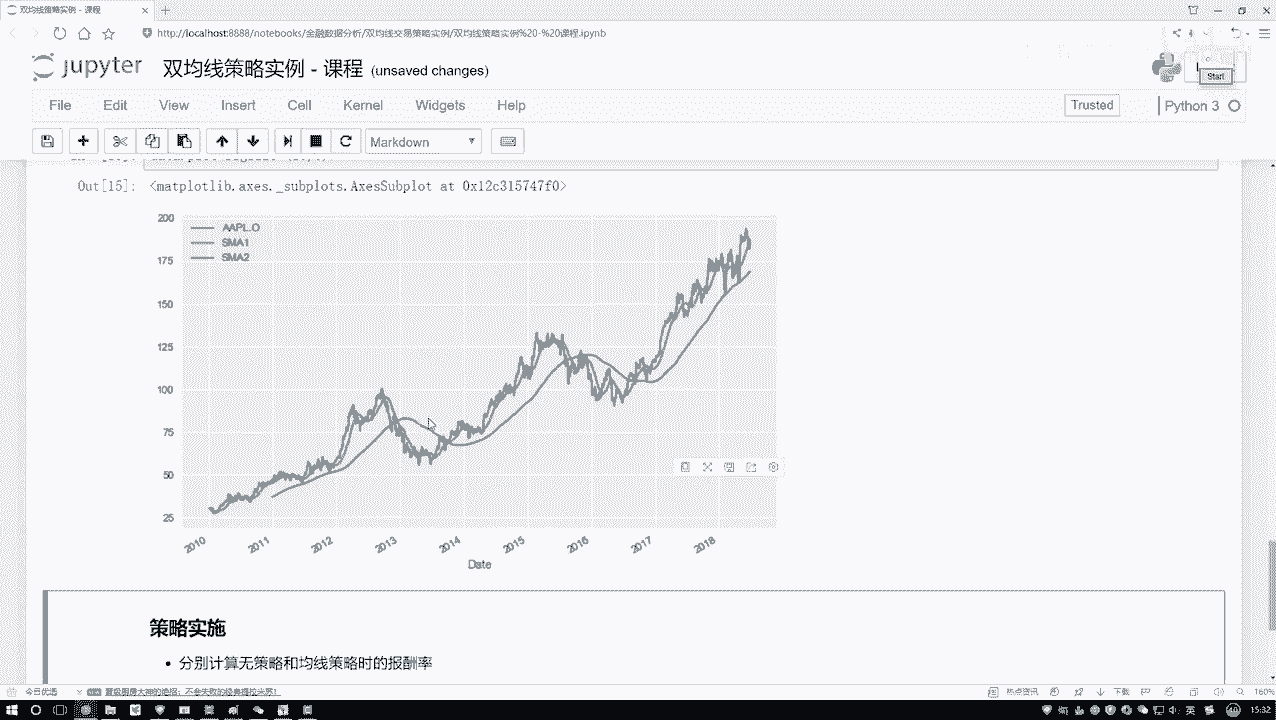 双均线策略实例 - 课程
http://localhost:8888/notebooks/金融数据分析/双均线交易策略实例/双均线策略实例%20-%20课程.ipynb
jupyter 双均线策略实例 - 课程 (unsaved changes)
Start
File Edit View Insert Cell Kernel Widgets Help
Trusted Python 3
Markdown
Out[15]: <matplotlib.axes._subplots.AxesSubplot at 0x12c315747f0>
AAPL.O
SMA1
SMA2
200
175
150
125
100
75
50
25
2010 2011 2012 2013 2014 2015 2016 2017 2018
Date
策略实施
• 分别计算无策略和均线策略时的报酬率
今日优选
热点资讯 下载 160%
英 15:32